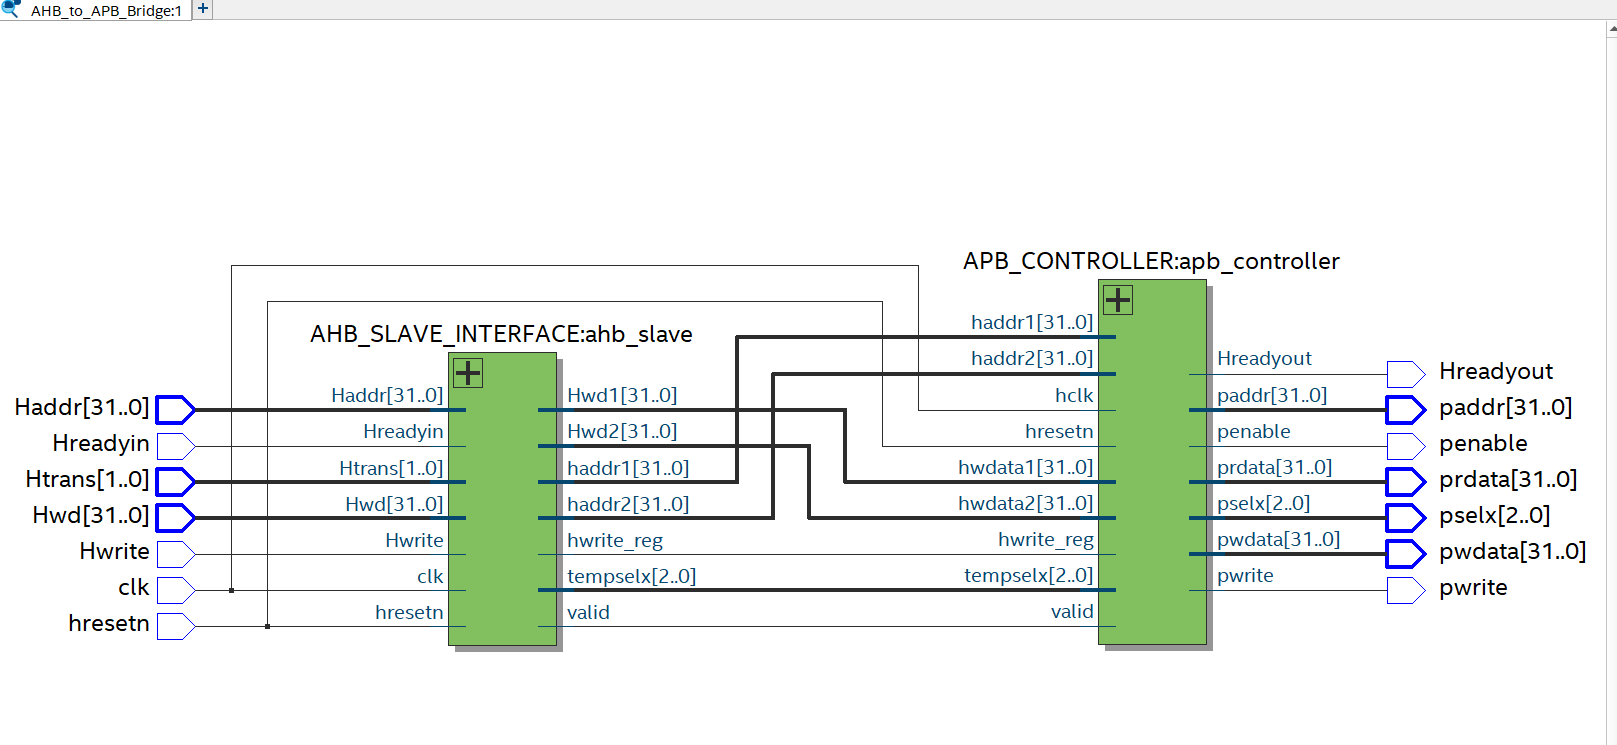 AHB_to_APB_Bridge:1
+
APB_CONTROLLER:apb_controller
AHB_SLAVE_INTERFACE:ahb_slave
Haddr[31..0]
Hreadyin
Htrans[1..0]
Hwd[31..0]
Hwrite
clk
hresetn
Haddr[31..0]
Hreadyin
Htrans[1..0]
Hwd[31..0]
Hwrite
clk
hresetn
Hwd1[31..0]
Hwd2[31..0]
haddr1[31..0]
haddr2[31..0]
hwrite_reg
tempselx[2..0]
valid
haddr1[31..0]
haddr2[31..0]
hclk
hresetn
hwdata1[31..0]
hwdata2[31..0]
hwrite_reg
tempselx[2..0]
valid
Hreadyout
paddr[31..0]
penable
prdata[31..0]
pselx[2..0]
pwdata[31..0]
pwrite
Hreadyout
paddr[31..0]
penable
prdata[31..0]
pselx[2..0]
pwdata[31..0]
pwrite